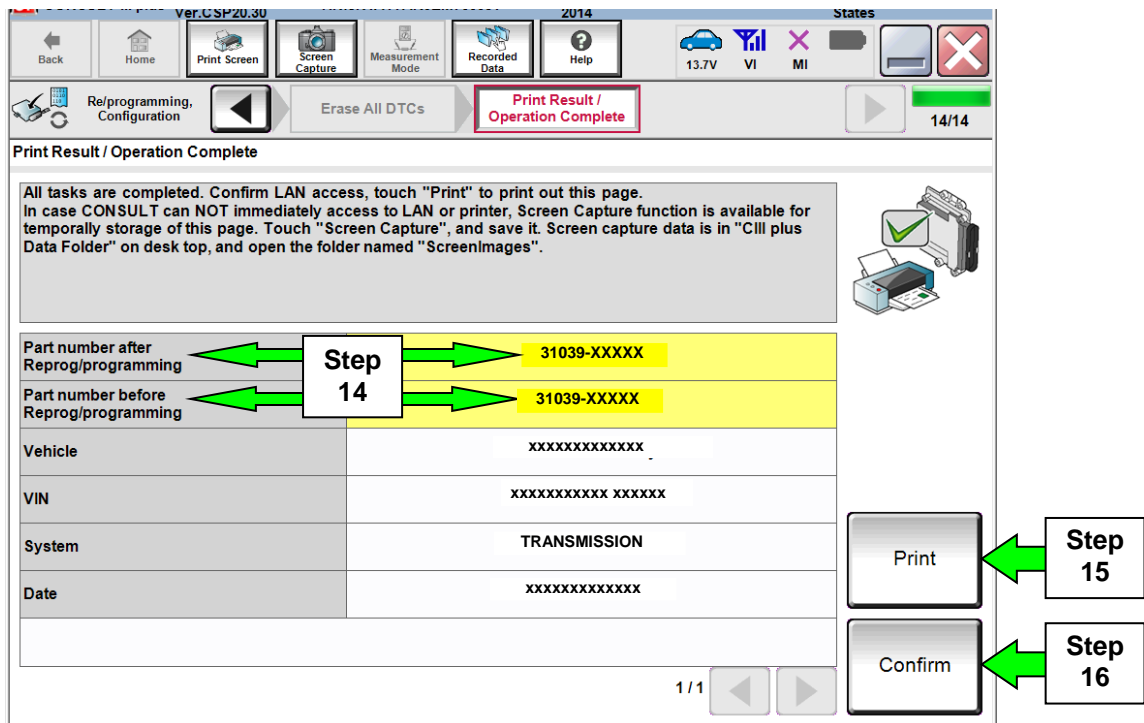 Ver.CSP20.30
2014
States
Back
Home
Print Screen
Screen
Capture
Measurement
Mode
Recorded
Data
Help
13.7V
VI
MI
Re/programming,
Configuration
Erase All DTCs
Print Result /
Operation Complete
14/14
Print Result / Operation Complete
All tasks are completed. Confirm LAN access, touch "Print" to print out this page.
In case CONSULT can NOT immediately access to LAN or printer, Screen Capture function is available for
temporally storage of this page. Touch "Screen Capture", and save it. Screen capture data is in "CIII plus
Data Folder" on desk top, and open the folder named "ScreenImages".
Part number after
Reprog/programming
Step
14
31039-XXXXX
Part number before
Reprog/programming
31039-XXXXX
Vehicle
xxxxxxxxxxxxx
VIN
xxxxxxxxxxx xxxxxx
System
TRANSMISSION
Date
xxxxxxxxxxxxx
Print
Step
15
Confirm
Step
16
1/1